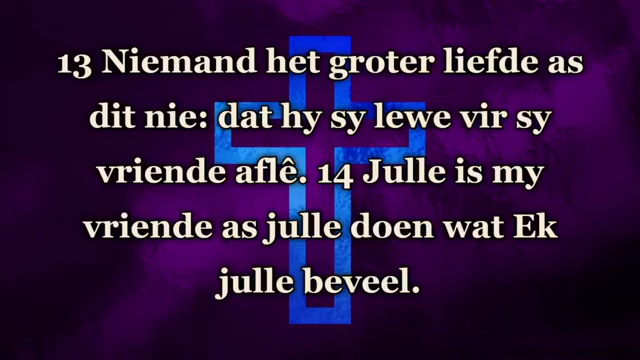 13 Niemand het groter liefde as
dit nie: dat hy sy lewe vir sy
vriende aflê. 14 Julle is my
vriende as julle doen wat Ek
julle beveel.